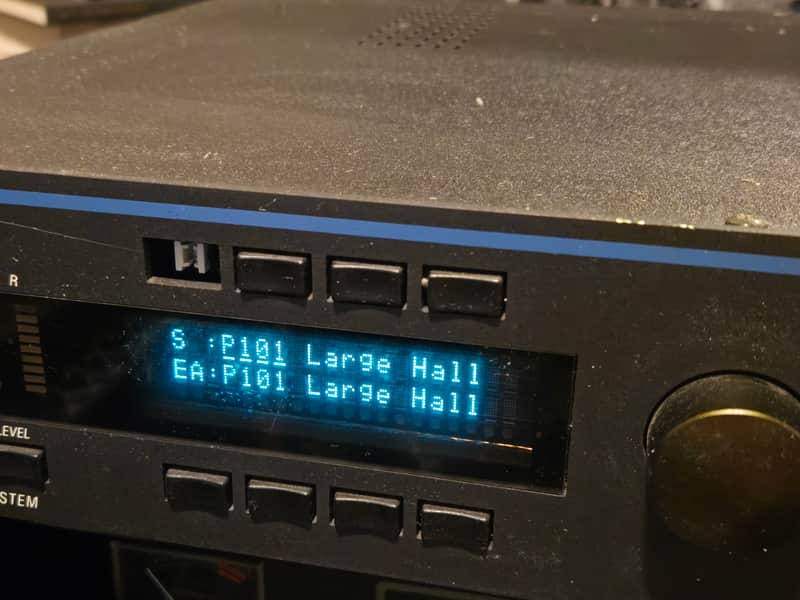 R
S :P101 Large Hall
EA:P101 Large Hall
LEVEL
STEM